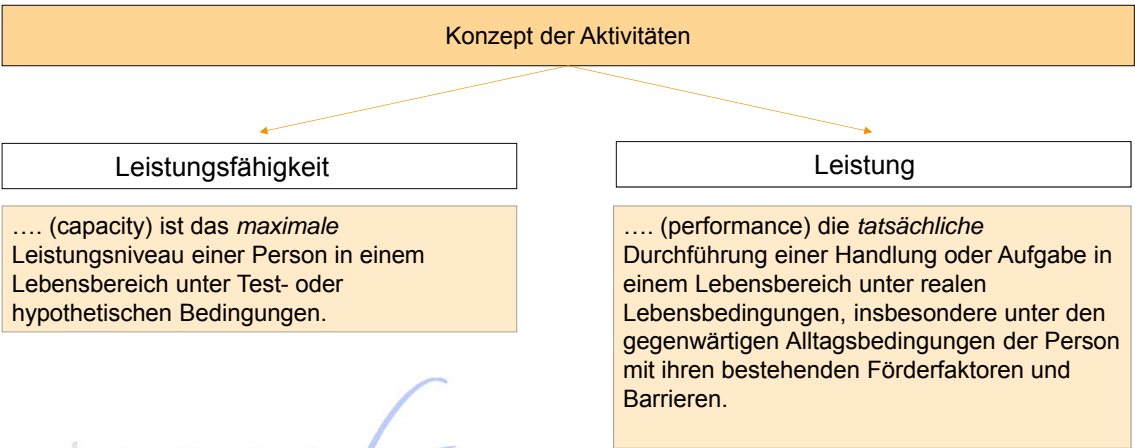 Konzept der Aktivitäten
Leistungsfähigkeit
Leistung
…. (capacity) ist das maximale
Leistungsniveau einer Person in einem
Lebensbereich unter Test- oder
hypothetischen Bedingungen.
…. (performance) die tatsächliche
Durchführung einer Handlung oder Aufgabe in
einem Lebensbereich unter realen
Lebensbedingungen, insbesondere unter den
gegenwärtigen Alltagsbedingungen der Person
mit ihren bestehenden Förderfaktoren und
Barrieren.